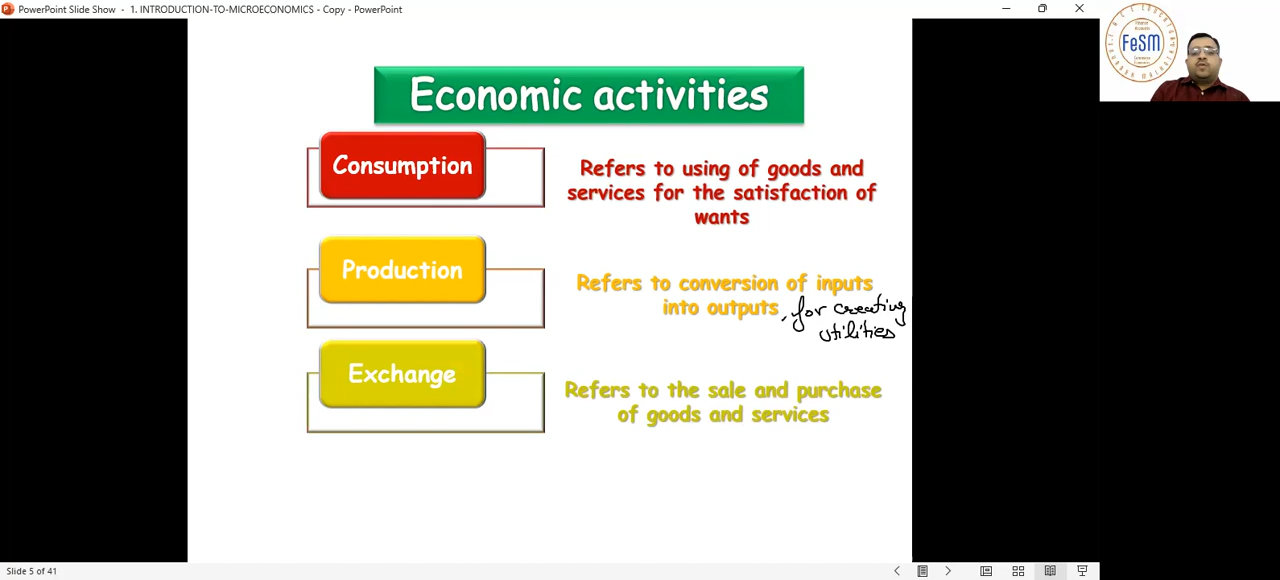 PowerPoint Slide Show - 1. INTRODUCTION-TO-MICROECONOMICS - Copy - PowerPoint
FeSM
Economic activities
Consumption
Refers to using of goods and
services for the satisfaction of
wants
Production
Refers to conversion of inputs
into outputs, for creating
utilities
Exchange
Refers to the sale and purchase
of goods and services
Slide 5 of 41